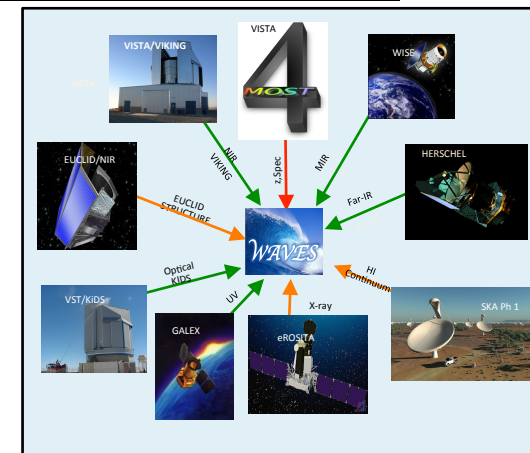 VISTA/VIKING
VISTA
4
MOST
WISE
EUCLID/NIR
HERSCHEL
NIR
VIKING
z,Spec
MIR
Far-IR
EUCLID
STRUCTURE
WAVES
Optical
KIDS
UV
X-ray
HI
Continuum
VST/KiDS
GALEX
eROSITA
SKA Ph 1